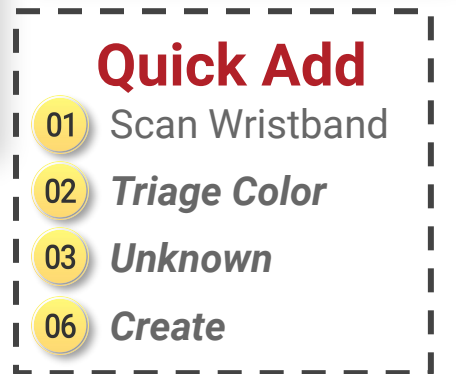 Quick Add
01 Scan Wristband
02 Triage Color
03 Unknown
06 Create